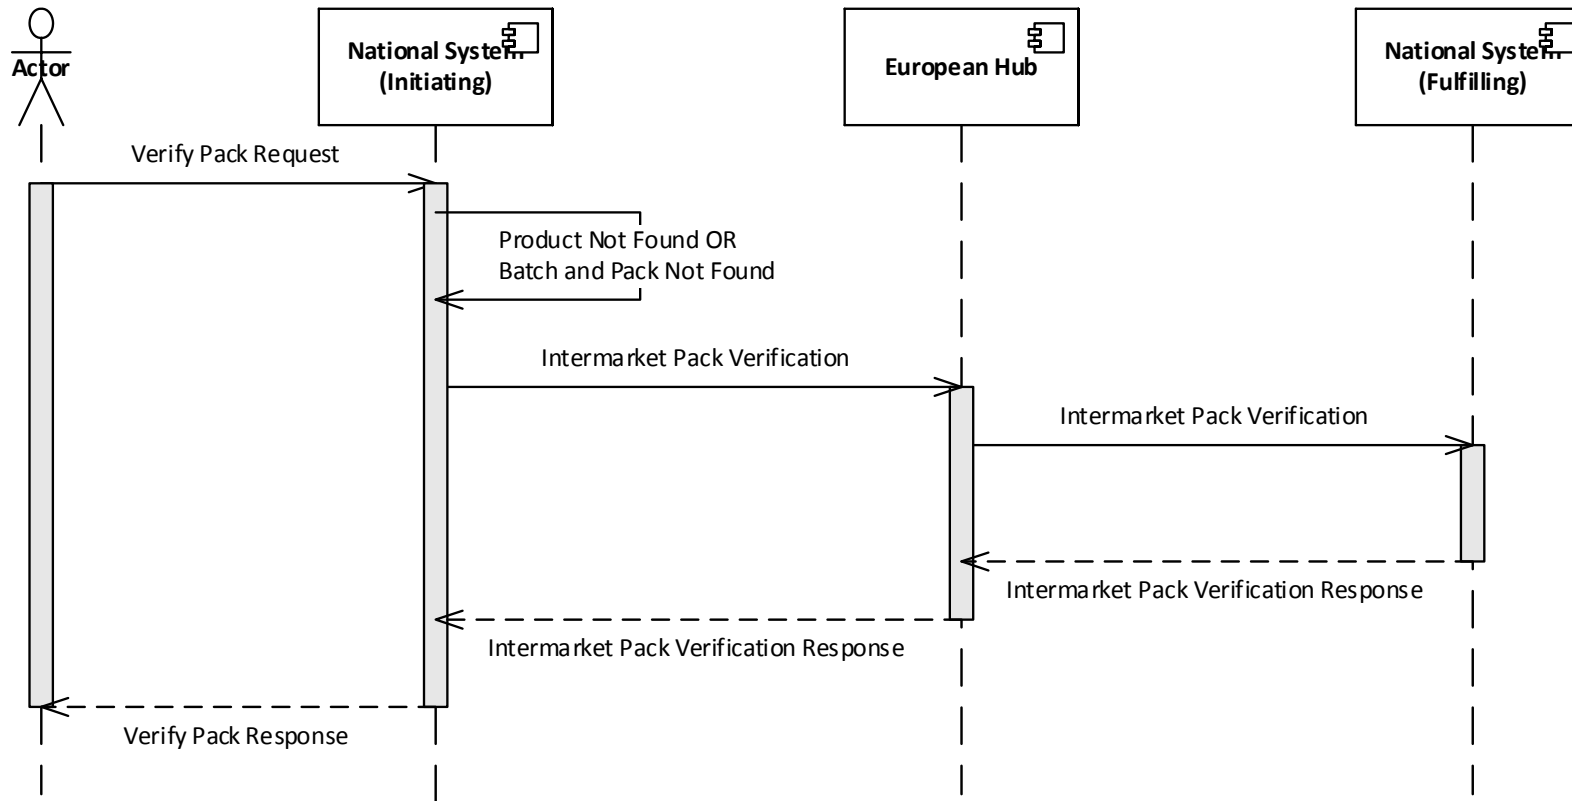 Actor
National System
(Initiating)
European Hub
National System
(Fulfilling)
Verify Pack Request
Product Not Found OR
Batch and Pack Not Found
Intermarket Pack Verification
Intermarket Pack Verification
Intermarket Pack Verification Response
Intermarket Pack Verification Response
Verify Pack Response